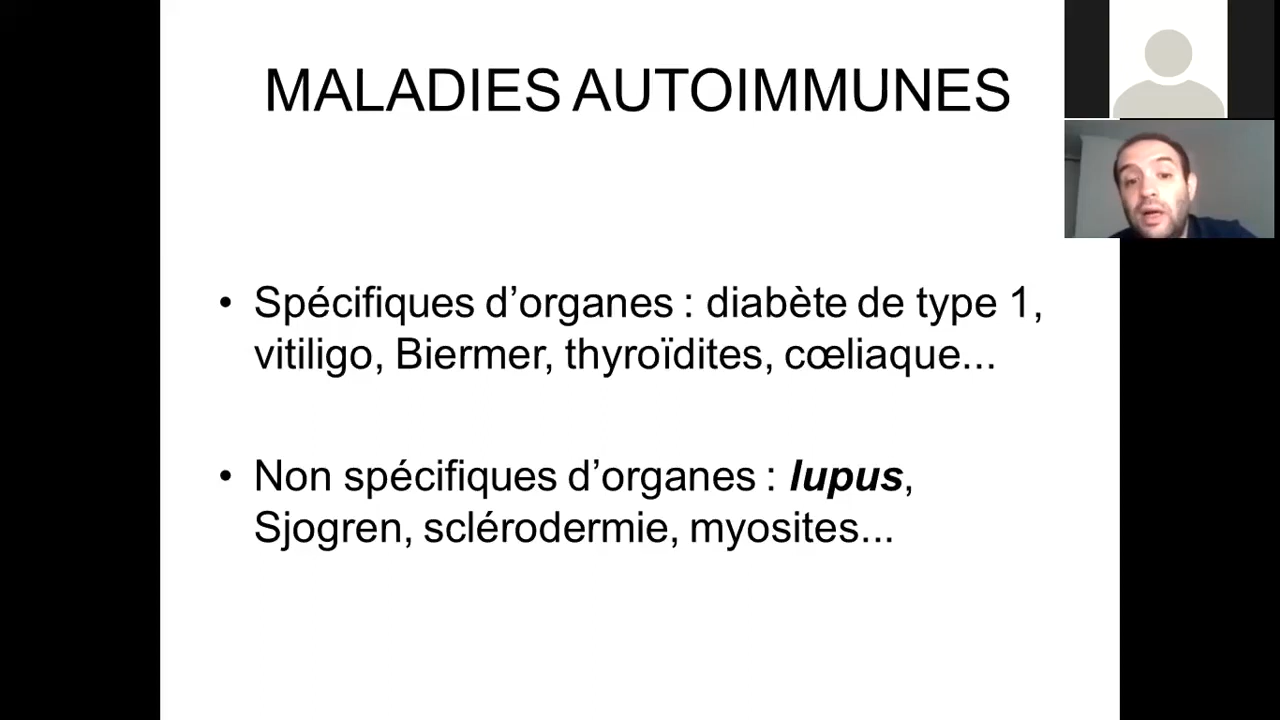 MALADIES AUTOIMMUNES
• Spécifiques d’organes : diabète de type 1,
vitiligo, Biermer, thyroïdites, cœliaque...
• Non spécifiques d’organes : lupus,
Sjogren, sclérodermie, myosites...